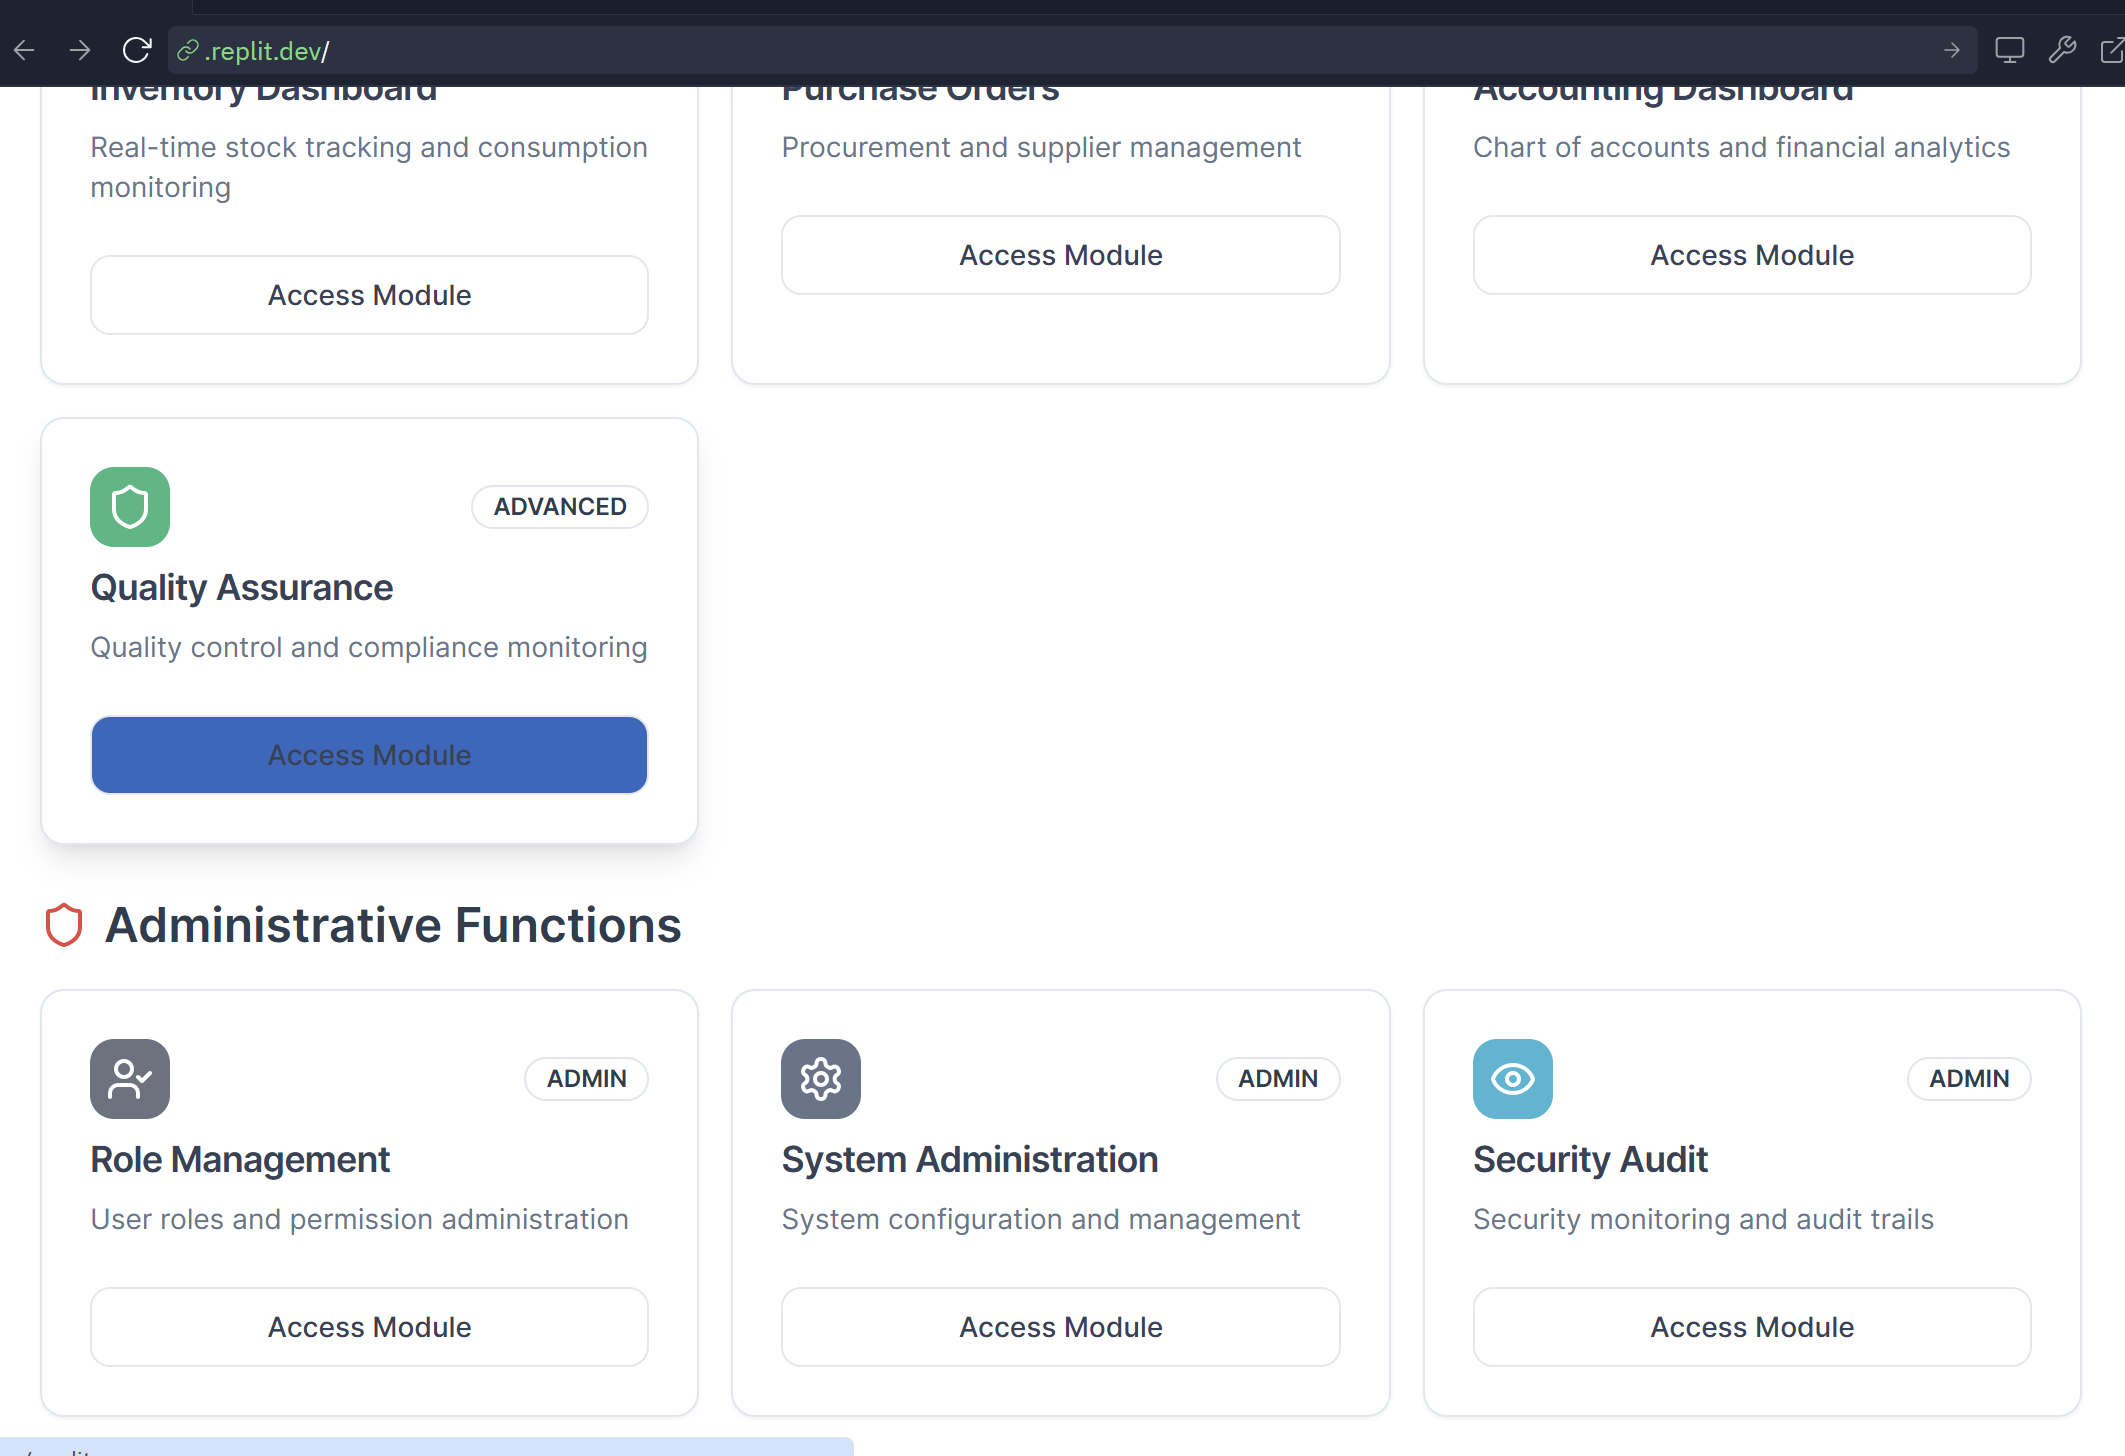 .replit.dev/
Inventory Dashboard
Real-time stock tracking and consumption
monitoring
Access Module
Purchase Orders
Procurement and supplier management
Access Module
Accounting Dashboard
Chart of accounts and financial analytics
Access Module
ADVANCED
Quality Assurance
Quality control and compliance monitoring
Access Module
Administrative Functions
ADMIN
Role Management
User roles and permission administration
Access Module
ADMIN
System Administration
System configuration and management
Access Module
ADMIN
Security Audit
Security monitoring and audit trails
Access Module